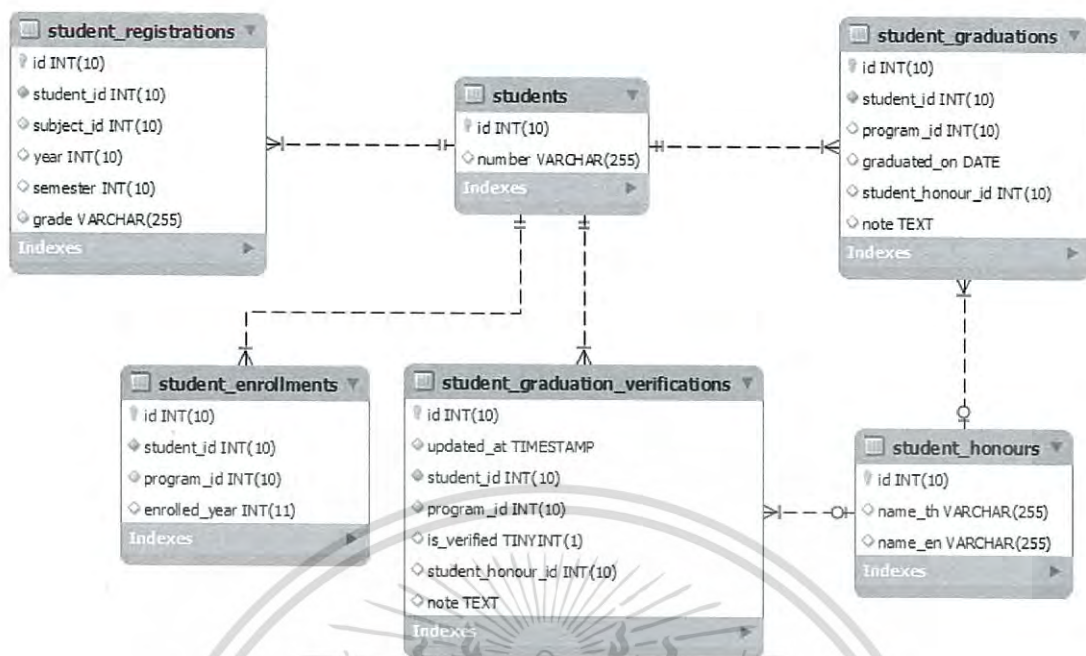 student_registrations
id INT(10)
student_id INT(10)
subject_id INT(10)
year INT(10)
semester INT(10)
grade VARCHAR(255)
Indexes
students
id INT(10)
number VARCHAR(255)
Indexes
student_graduations
id INT(10)
student_id INT(10)
program_id INT(10)
graduated_on DATE
student_honour_id INT(10)
note TEXT
Indexes
student_enrollments
id INT(10)
student_id INT(10)
program_id INT(10)
enrolled_year INT(11)
Indexes
student_graduation_verifications
id INT(10)
updated_at TIMESTAMP
student_id INT(10)
program_id INT(10)
is_verified TINYINT(1)
student_honour_id INT(10)
note TEXT
Indexes
student_honours
id INT(10)
name_th VARCHAR(255)
name_en VARCHAR(255)
Indexes